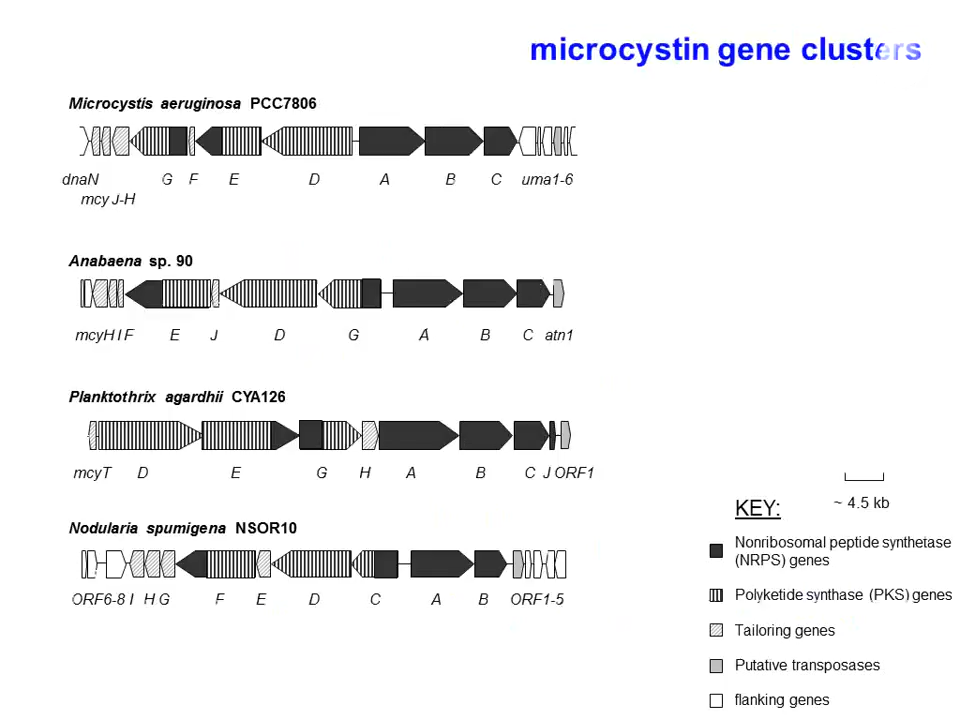 microcystin gene clusters
Microcystis aeruginosa PCC7806
dnaN G F E D A B C uma1-6
mcy J-H
Anabaena sp. 90
mcyH I F E J D G A B C atn1
Planktothrix agardhii CYA126
mcyT D E G H A B C J ORF1
~ 4.5 kb
Nodularia spumigena NSOR10
ORF6-8 I H G F E D C A B ORF1-5
KEY:
Nonribosomal peptide synthetase
(NRPS) genes
Polyketide synthase (PKS) genes
Tailoring genes
Putative transposases
flanking genes